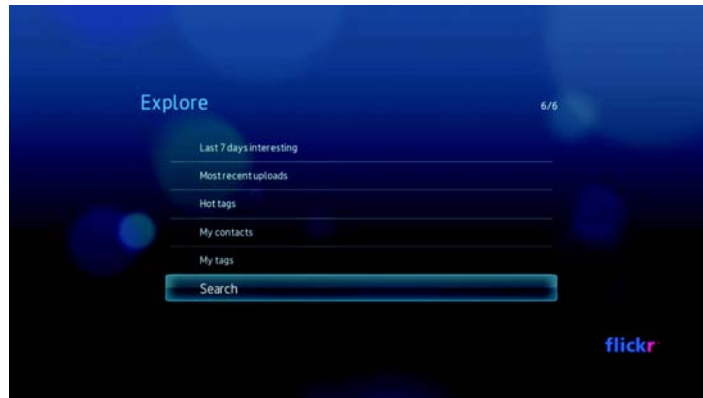 Explore
6/6
Last 7 days interesting
Most recent uploads
Hot tags
My contacts
My tags
Search
flickr